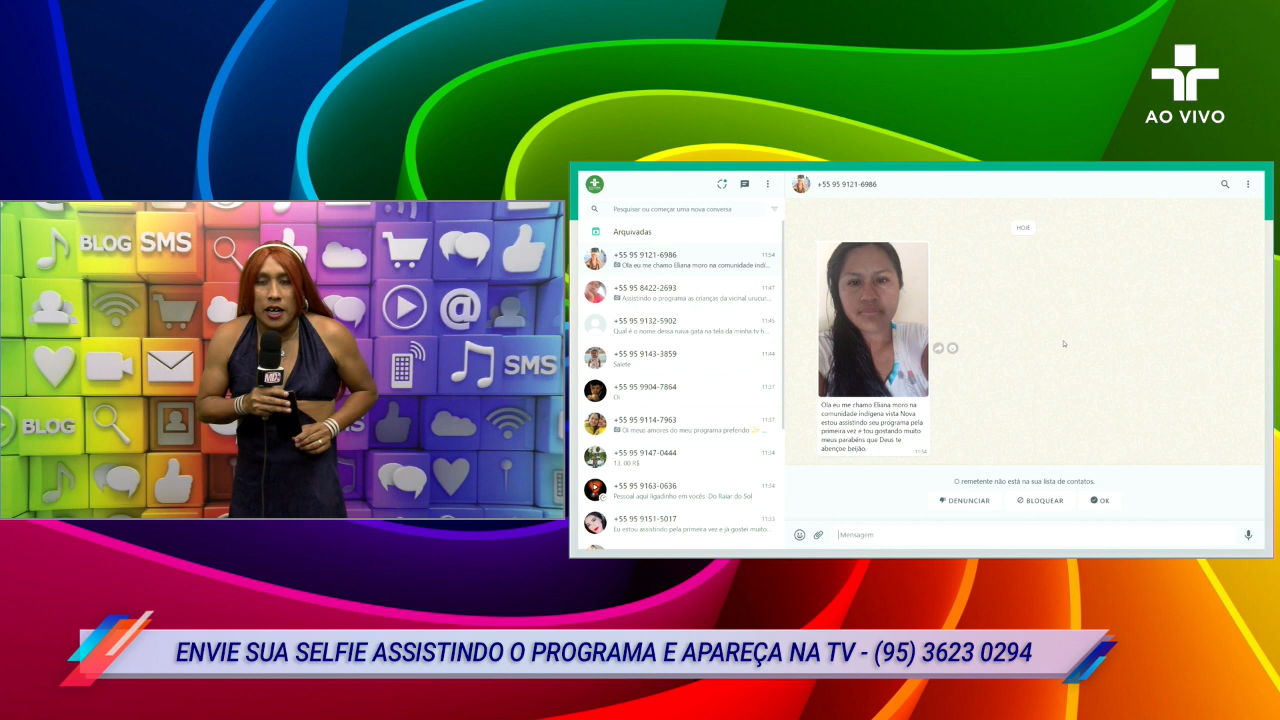 AO VIVO
BLOG
SMS
SMS
BLOG
+55 95 9121-6986
Pesquisar ou começar uma nova conversa
Arquivadas
+55 95 9121-6986
11:54
Ola eu me chamo Eliana moro na comunidade indí...
+55 95 8422-2693
11:47
Assistindo o programa as crianças da vicinal urucur...
+55 95 9132-5902
11:45
Qual é o nome dessa ruiva gata na tela da minha tv h...
+55 95 9143-3859
11:44
Salete
+55 95 9904-7864
11:37
Oi
+55 95 9114-7963
11:37
Oi meus amores do meu programa preferido ✨ ...
+55 95 9147-0444
11:34
13, 00 R$
+55 95 9163-0636
11:34
Pessoal aqui ligadinho em vocês Do Raiar do Sol
+55 95 9151-5017
11:33
Eu estou assistindo pela primeira vez e já gostei muito...
HOJE
Ola eu me chamo Eliana moro na
comunidade indígena vista Nova
estou assistindo seu programa pela
primeira vez e tou gostando muito
meus parabéns que Deus te
abençoe beijão.
11:54
O remetente não está na sua lista de contatos.
DENUNCIAR
BLOQUEAR
OK
Mensagem
ENVIE SUA SELFIE ASSISTINDO O PROGRAMA E APAREÇA NA TV - (95) 3623 0294